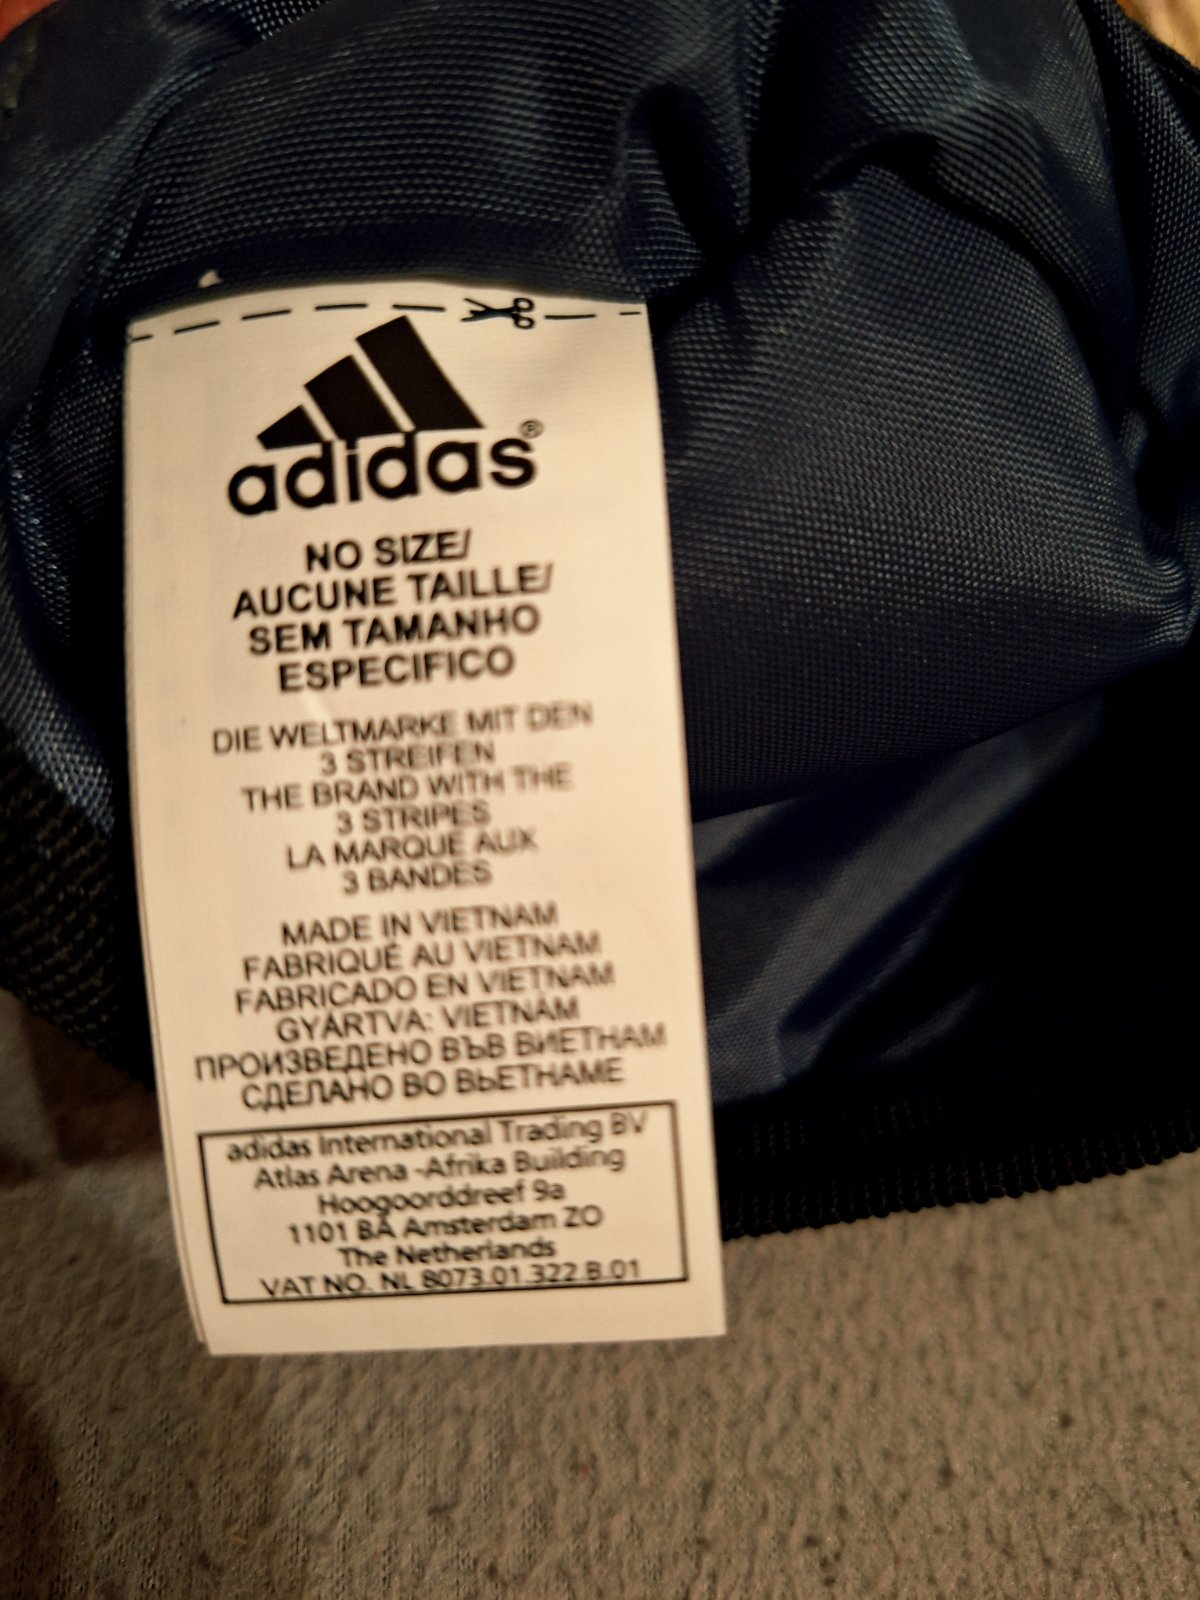 adidas®
NO SIZE/
AUCUNE TAILLE/
SEM TAMANHO
ESPECIFICO
DIE WELTMARKE MIT DEN
3 STREIFEN
THE BRAND WITH THE
3 STRIPES
LA MARQUE AUX
3 BANDES
MADE IN VIETNAM
FABRIQUÉ AU VIETNAM
FABRICADO EN VIETNAM
GYÁRTVA: VIETNÁM
ПРОИЗВЕДЕНО ВЪВ ВИЕТНАМ
СДЕЛАНО ВО ВЬЕТНАМЕ
adidas International Trading BV
Atlas Arena -Afrika Building
Hoogoorddreef 9a
1101 BA Amsterdam ZO
The Netherlands
VAT NO. NL 8073.01.322.B.01